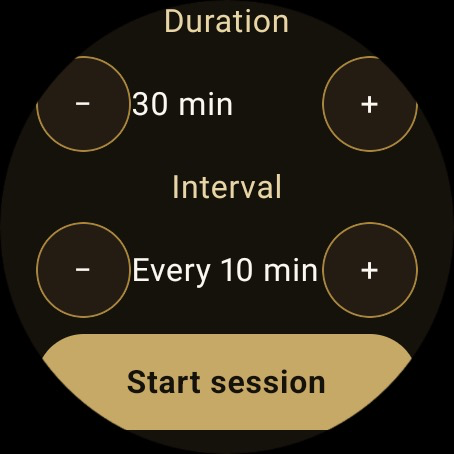 Duration
− 30 min +
Interval
− Every 10 min +
Start session